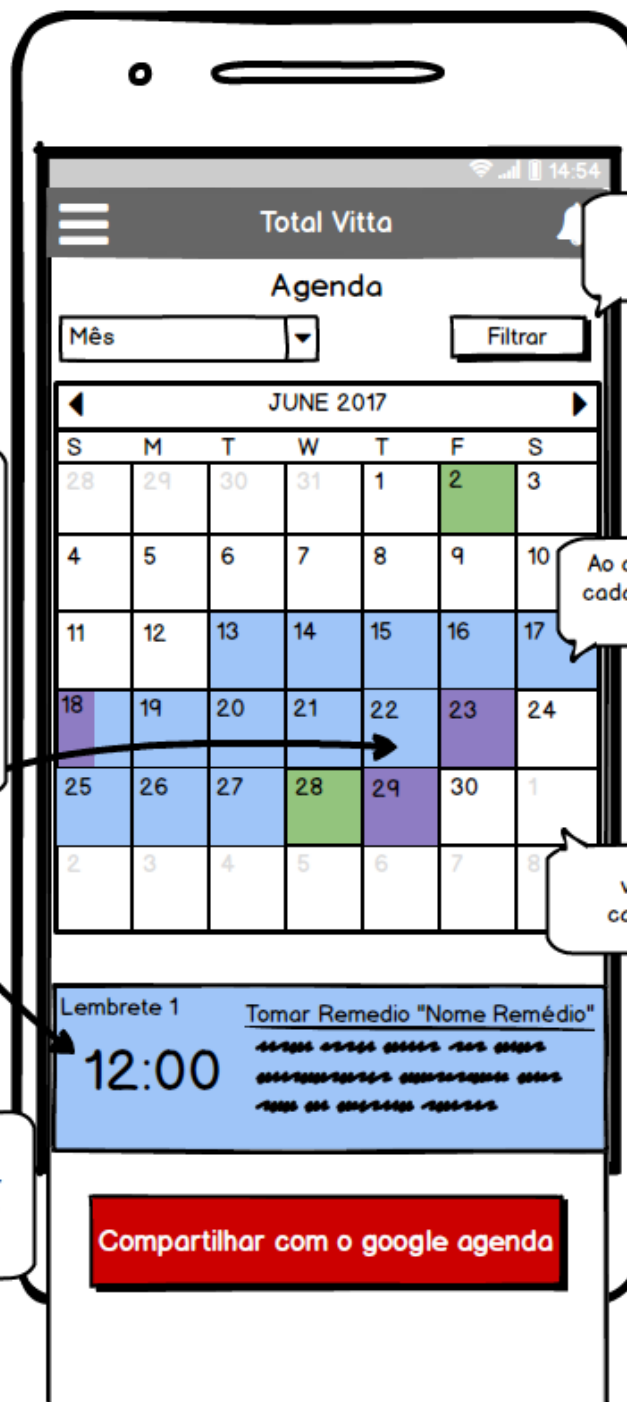 14:54
Total Vitta
Agenda
Mês
Filtrar
JUNE 2017
S M T W T F S
28 29 30 31 1 2 3
4 5 6 7 8 9 10
11 12 13 14 15 16 17
18 19 20 21 22 23 24
25 26 27 28 29 30 1
2 3 4 5 6 7 8
Ao
Lembrete 1
Tomar Remedio "Nome Remédio"
12:00
Compartilhar com o google agenda